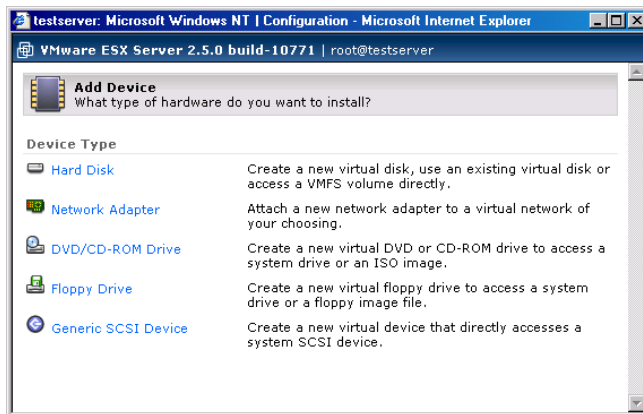 testserver: Microsoft Windows NT | Configuration - Microsoft Internet Explorer
VMware ESX Server 2.5.0 build-10771 | root@testserver
Add Device
What type of hardware do you want to install?
Device Type
Hard Disk
Create a new virtual disk, use an existing virtual disk or
access a VMFS volume directly.
Network Adapter
Attach a new network adapter to a virtual network of
your choosing.
DVD/CD-ROM Drive
Create a new virtual DVD or CD-ROM drive to access a
system drive or an ISO image.
Floppy Drive
Create a new virtual floppy drive to access a system
drive or a floppy image file.
Generic SCSI Device
Create a new virtual device that directly accesses a
system SCSI device.